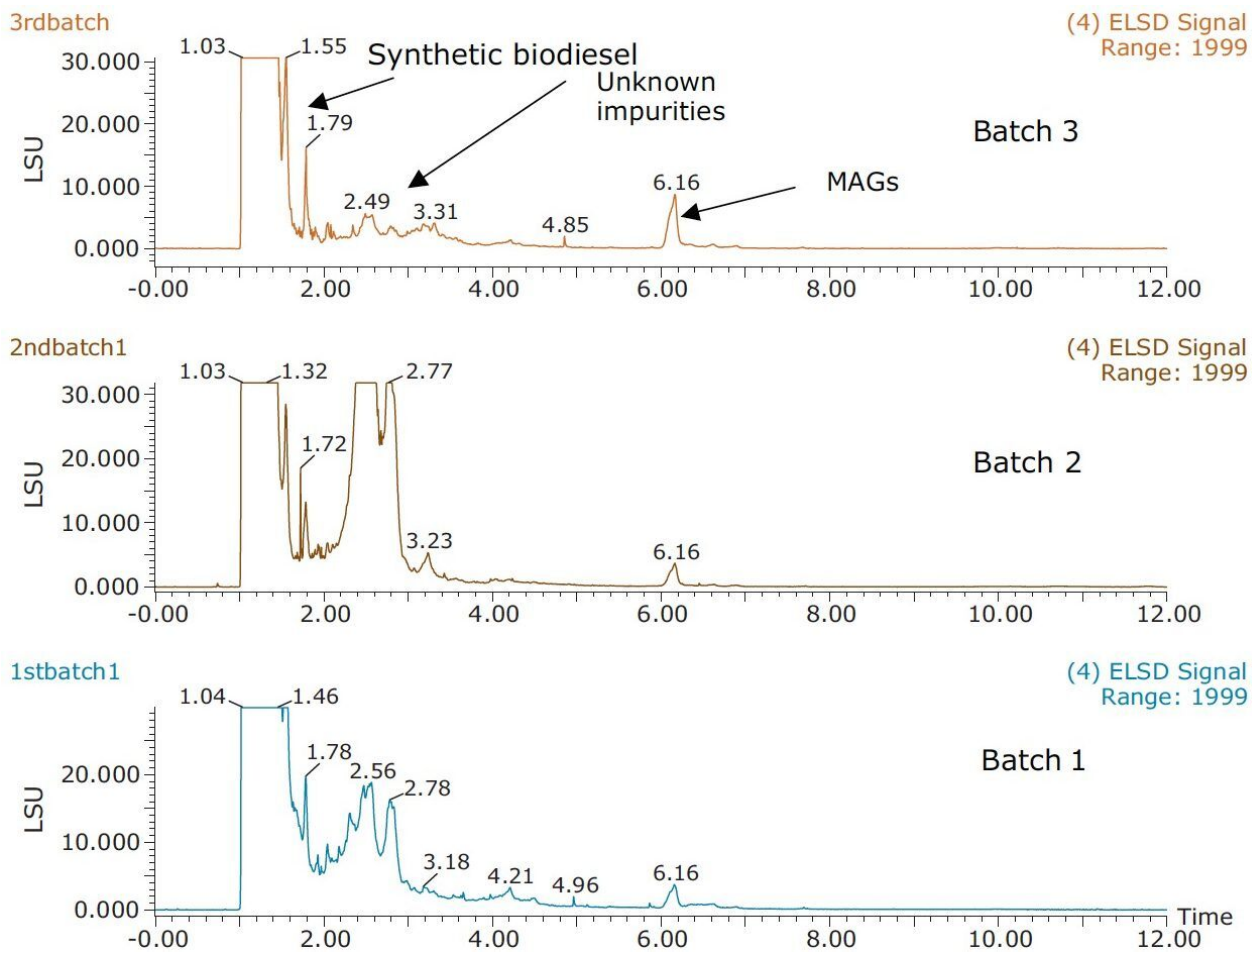 3rdbatch
(4) ELSD Signal
Range: 1999
1.03
1.55
Synthetic biodiesel
Unknown
impurities
1.79
Batch 3
MAGs
2.49
3.31
4.85
6.16
LSU
30.000
20.000
10.000
0.000
-0.00 2.00 4.00 6.00 8.00 10.00 12.00
2ndbatch1
(4) ELSD Signal
Range: 1999
1.03
1.32
2.77
1.72
3.23
6.16
Batch 2
LSU
30.000
20.000
10.000
0.000
-0.00 2.00 4.00 6.00 8.00 10.00 12.00
1stbatch1
(4) ELSD Signal
Range: 1999
1.04
1.46
1.78
2.56
2.78
3.18
4.21
4.96
6.16
Batch 1
LSU
20.000
10.000
0.000
Time
-0.00 2.00 4.00 6.00 8.00 10.00 12.00